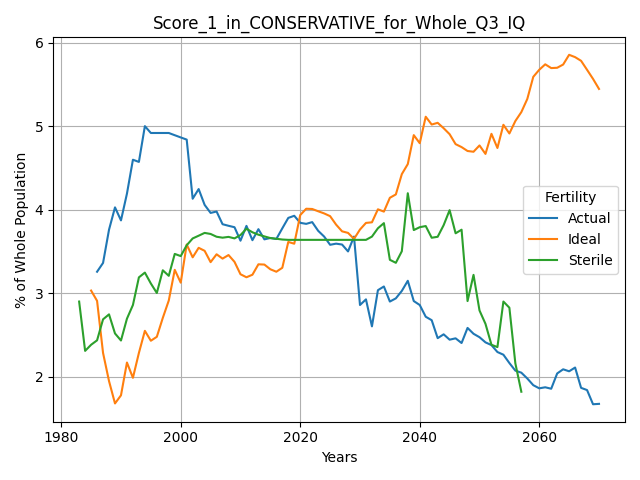 Score_1_in_CONSERVATIVE_for_Whole_Q3_IQ
% of Whole Population
6
5
4
3
2
Fertility
Actual
Ideal
Sterile
1980
2000
2020
2040
2060
Years